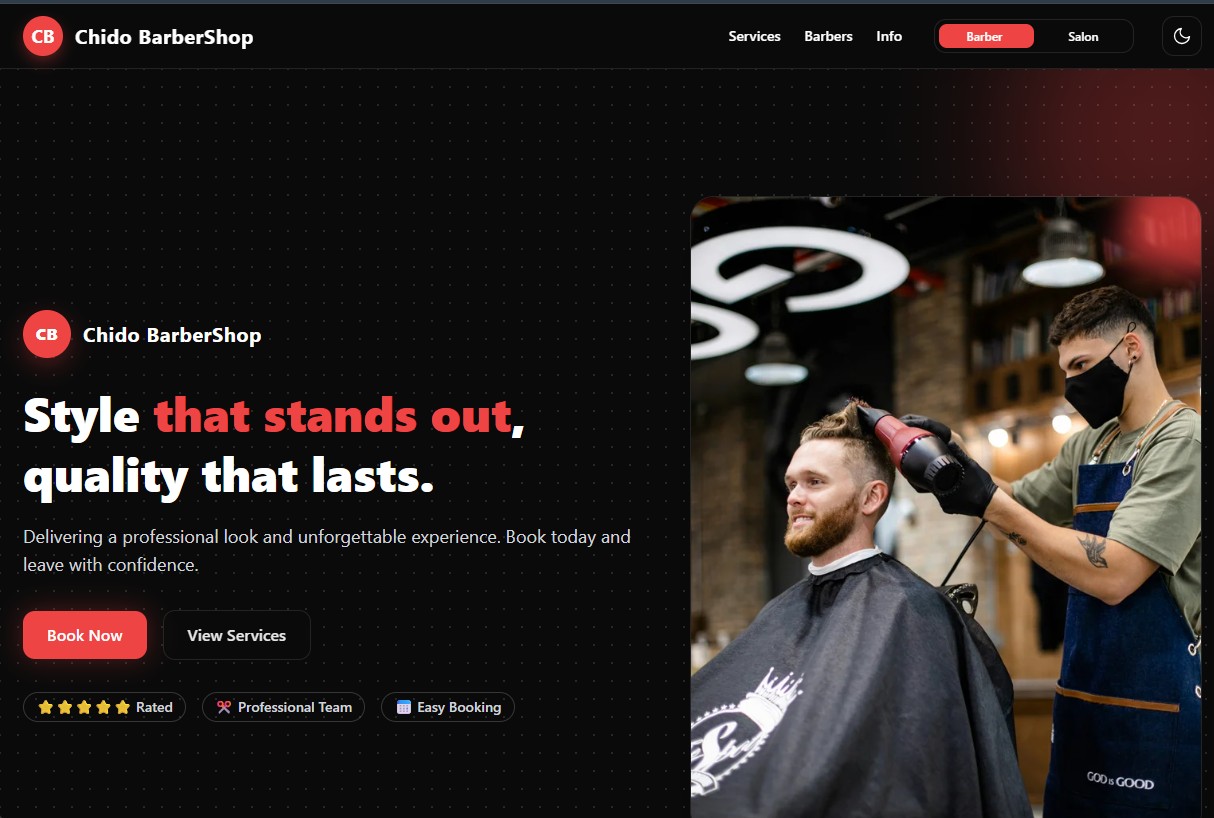 CB Chido BarberShop Services Barbers Info Barber Salon
CB Chido BarberShop
Style that stands out,
quality that lasts.
Delivering a professional look and unforgettable experience. Book today and
leave with confidence.
Book Now View Services
Rated Professional Team Easy Booking
GOD is GOOD